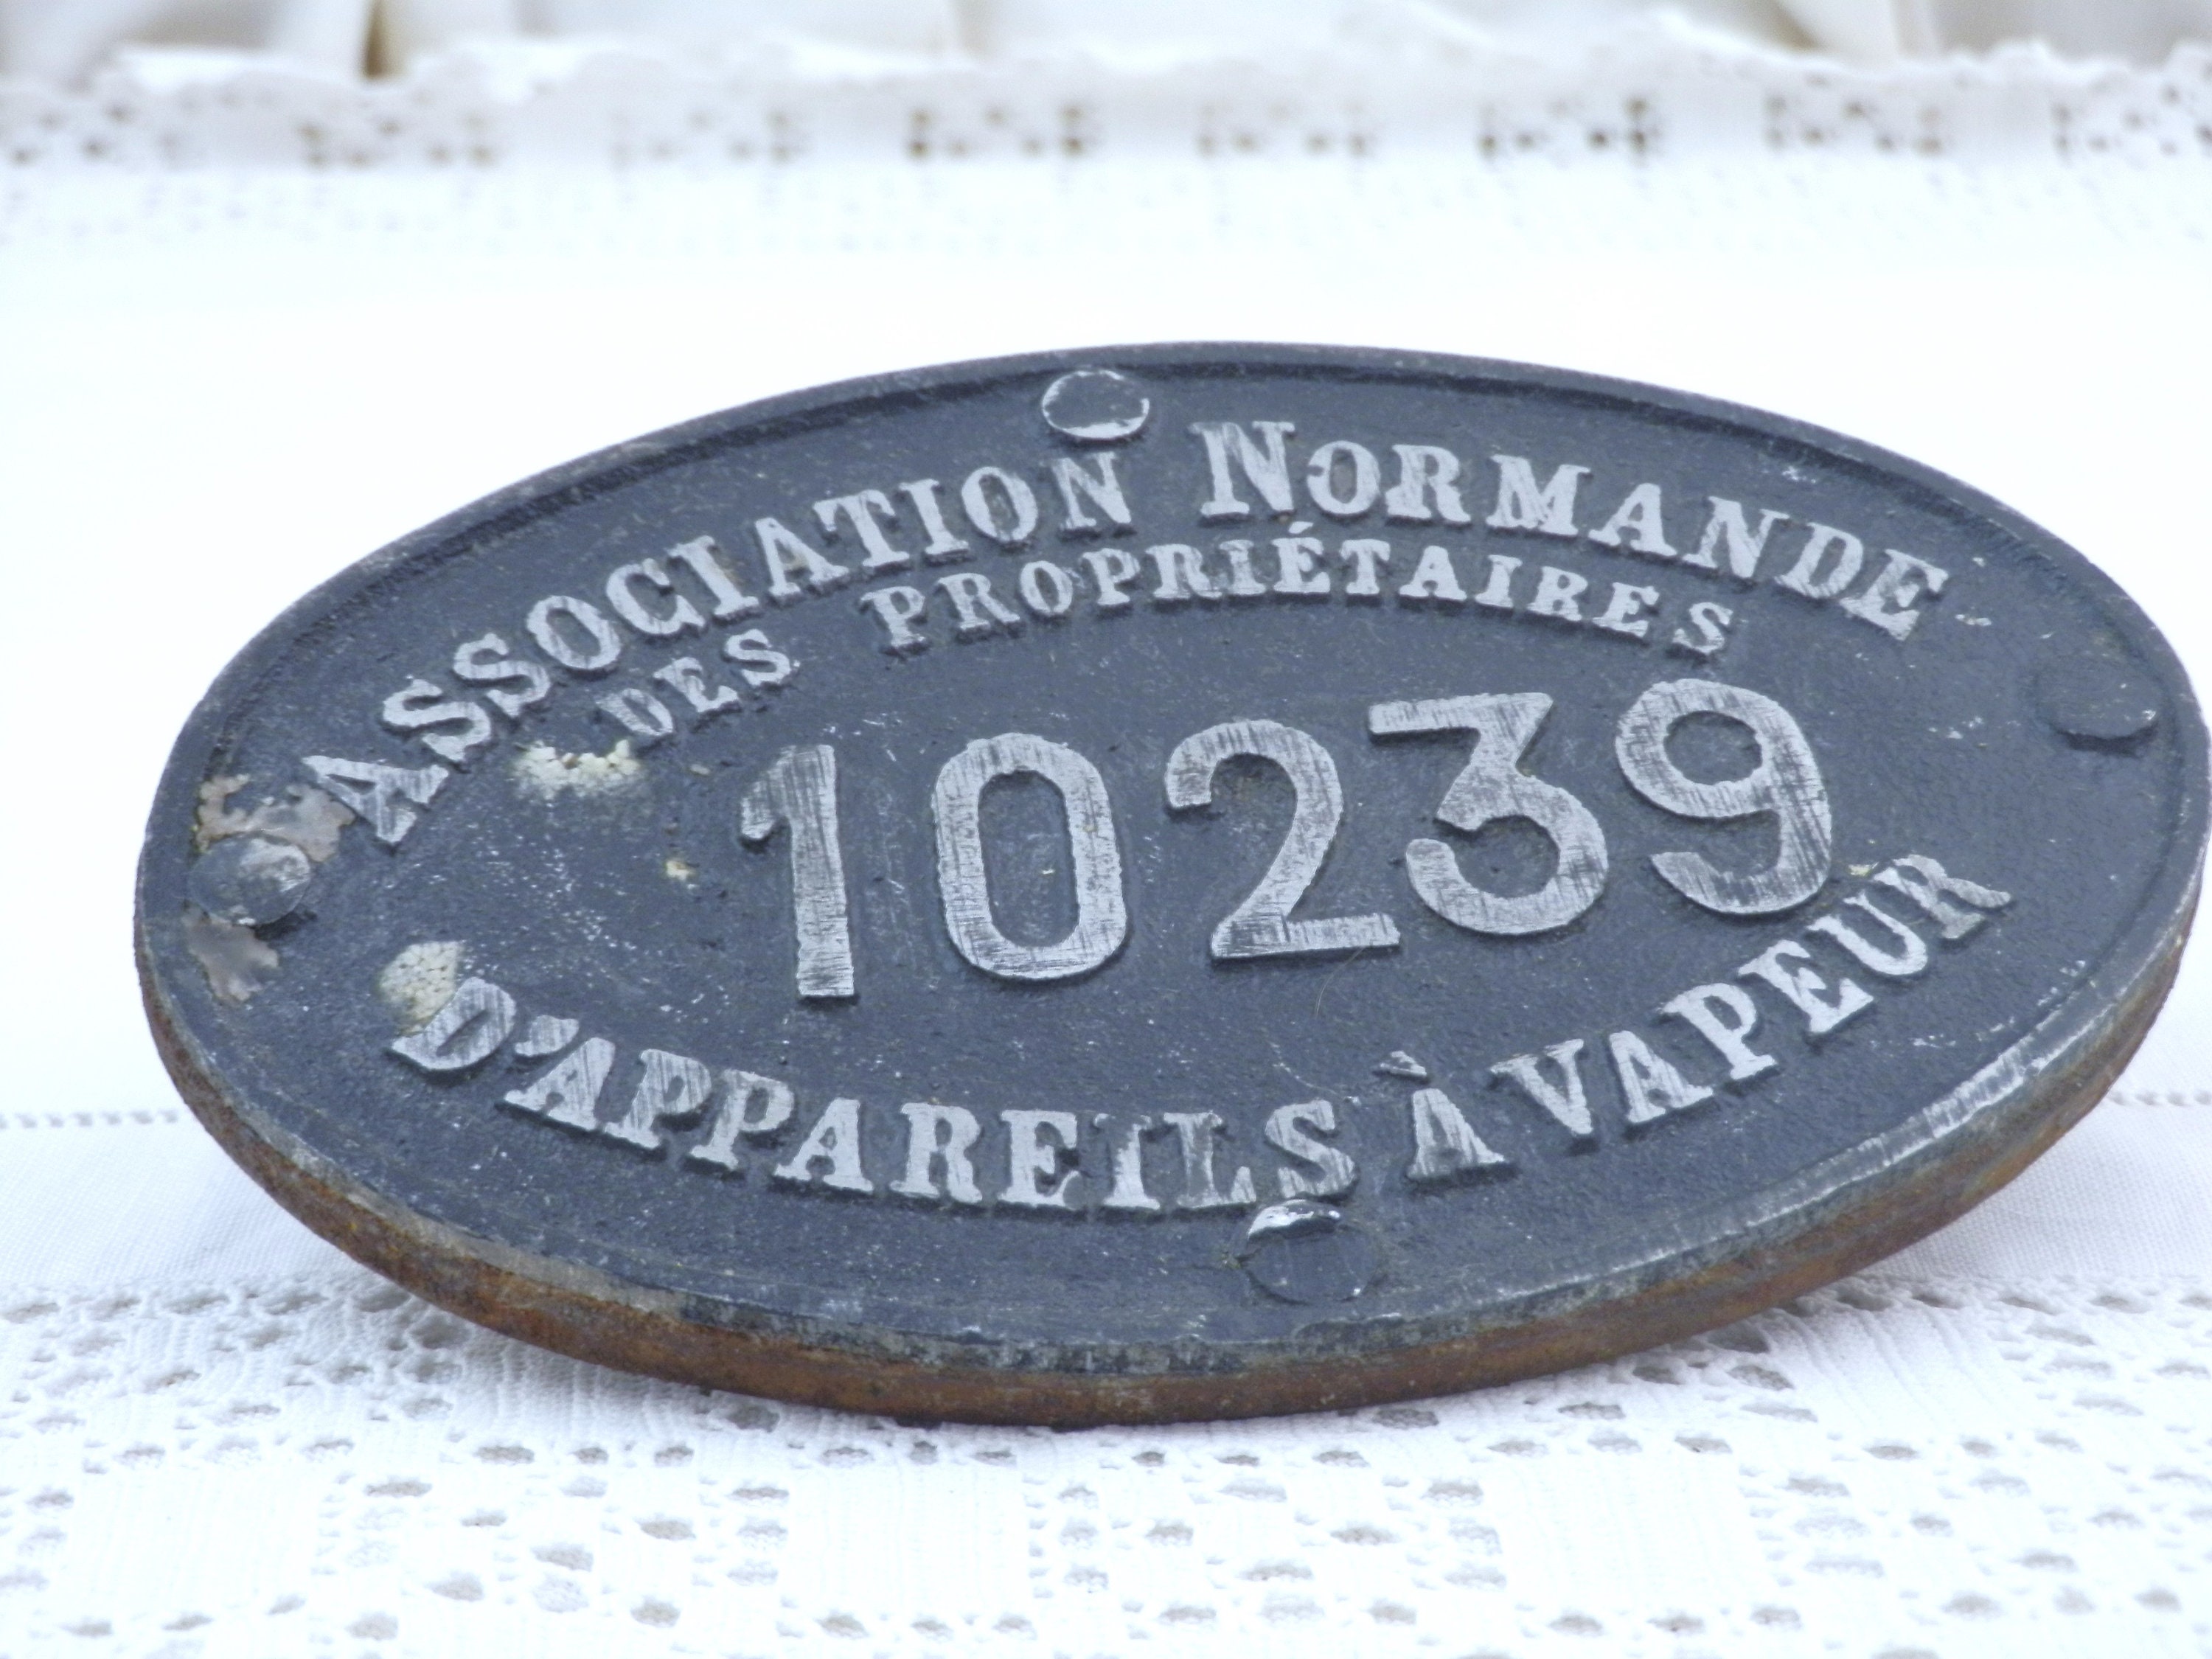 ASSOCIATION NORMANDE
DES PROPRIÉTAIRES
10239
D'APPAREILS À VAPEUR